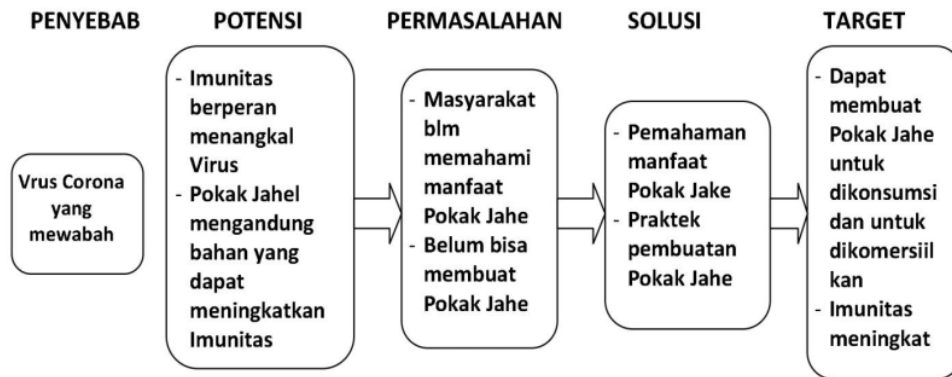 PENYEBAB
POTENSI
PERMASALAHAN
SOLUSI
TARGET
Vrus Corona
yang
mewabah
- Imunitas
berperan
menangkal
Virus
- Pokak Jahel
mengandung
bahan yang
dapat
meningkatkan
Imunitas
- Masyarakat
blm
memahami
manfaat
Pokak Jahe
- Belum bisa
membuat
Pokak Jahe
- Pemahaman
manfaat
Pokak Jake
- Praktek
pembuatan
Pokak Jahe
- Dapat
membuat
Pokak Jahe
untuk
dikonsumsi
dan untuk
dikomersiil
kan
- Imunitas
meningkat